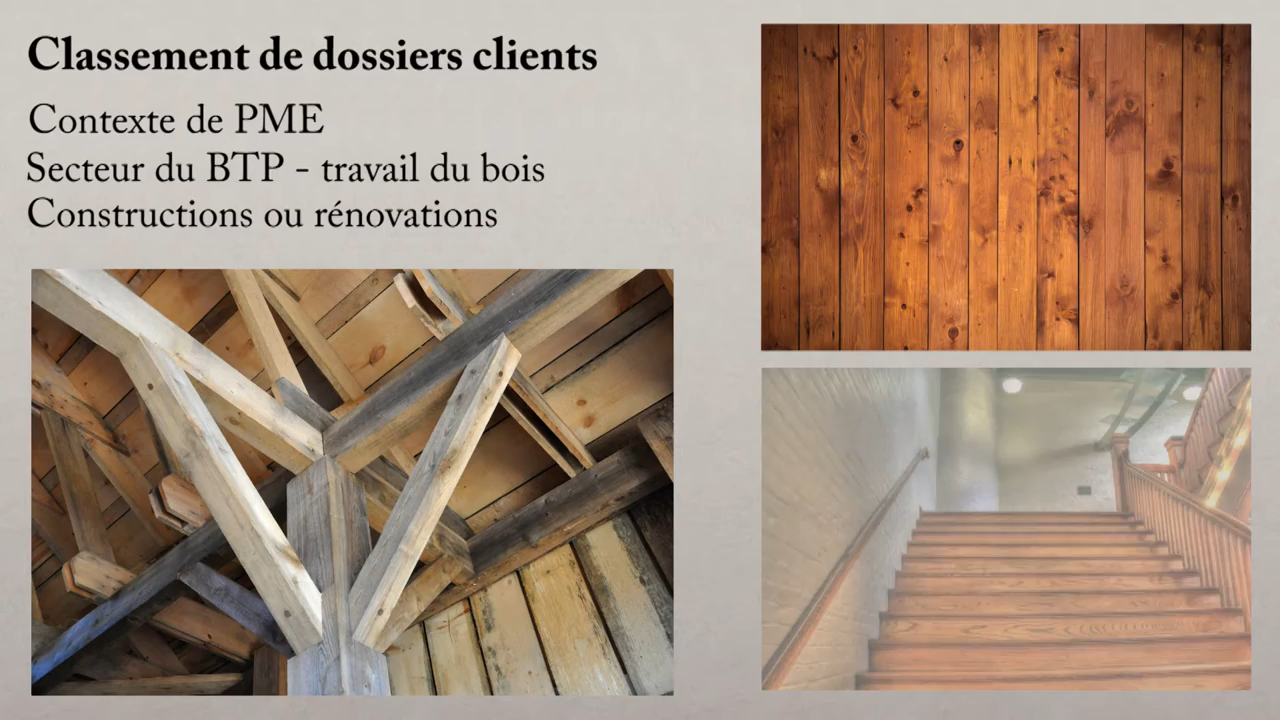 Classement de dossiers clients
Contexte de PME
Secteur du BTP - travail du bois
Constructions ou rénovations